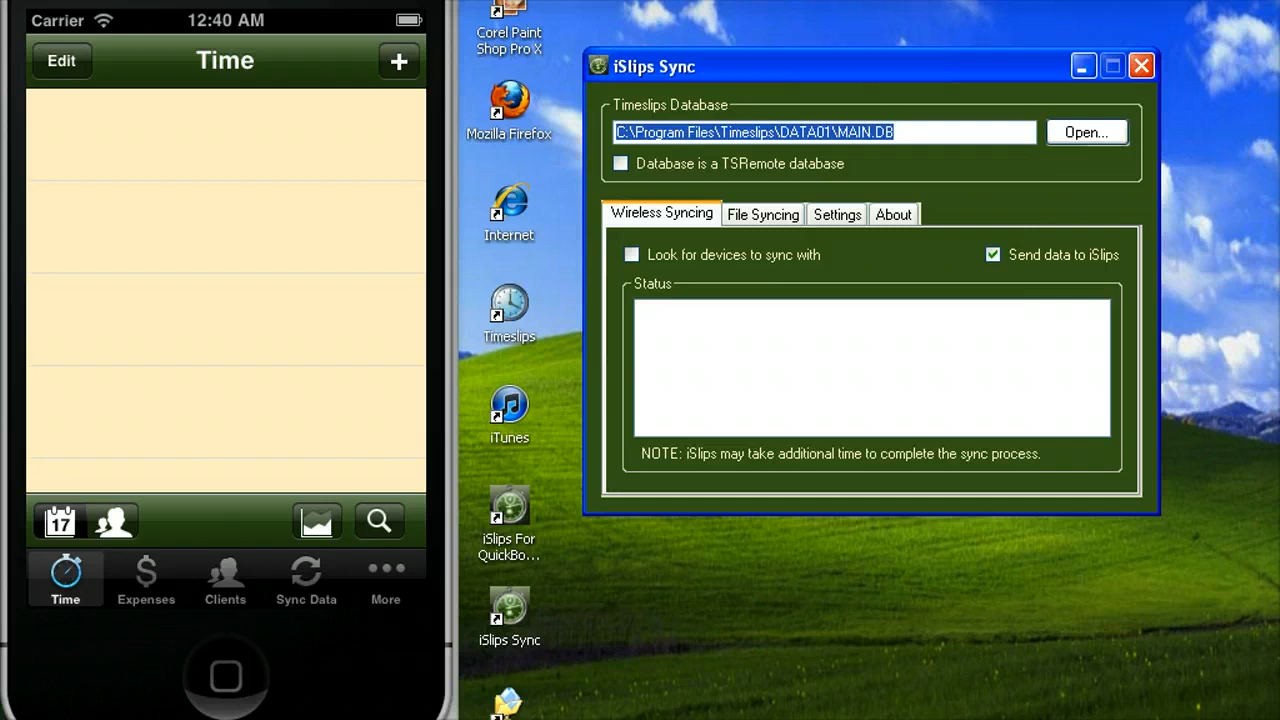 Carrier 12:40 AM
Edit Time +
17
Time Expenses Clients Sync Data More
Corel Paint
Shop Pro X
Mozilla Firefox
Internet
Timeslips
iTunes
iSlips For
QuickBo...
iSlips Sync
iSlips Sync
Timeslips Database
C:\Program Files\Timeslips\DATA01\MAIN.DB Open...
Database is a TSRemote database
Wireless Syncing File Syncing Settings About
Look for devices to sync with Send data to iSlips
Status
NOTE: iSlips may take additional time to complete the sync process.